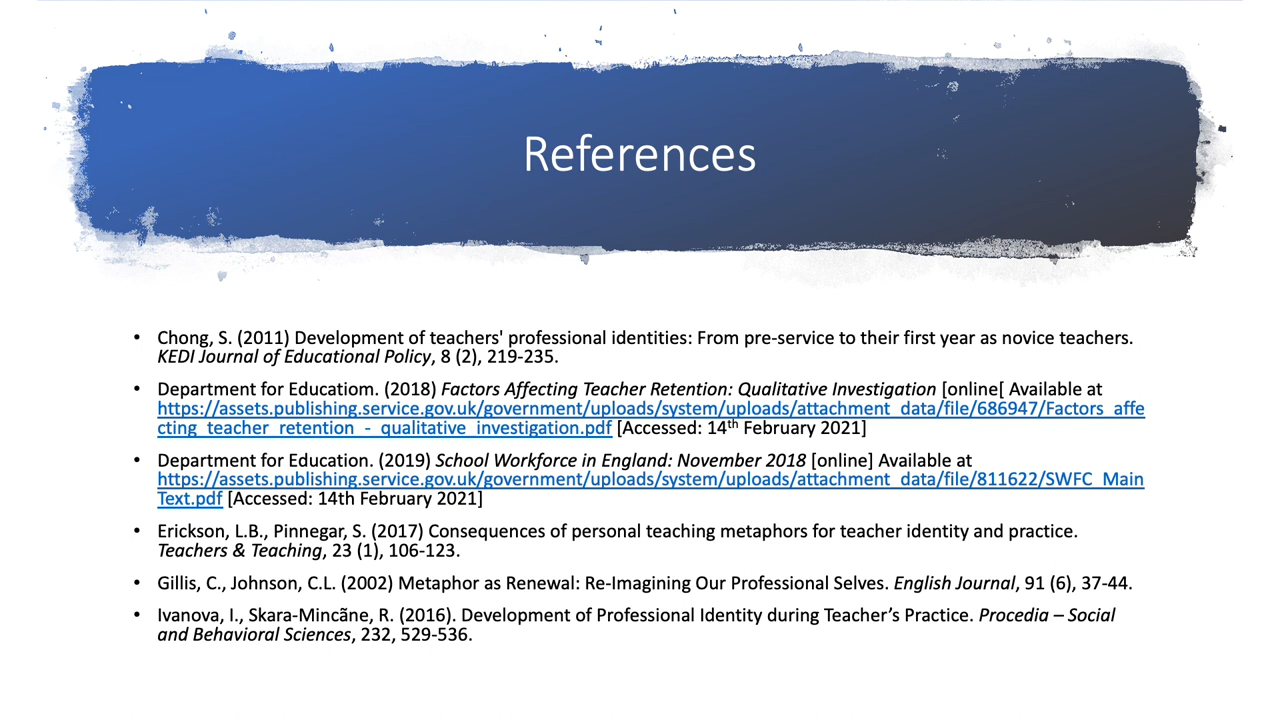 References
• Chong, S. (2011) Development of teachers' professional identities: From pre-service to their first year as novice teachers.
KEDI Journal of Educational Policy, 8 (2), 219-235.
• Department for Educatiom. (2018) Factors Affecting Teacher Retention: Qualitative Investigation [online[ Available at
https://assets.publishing.service.gov.uk/government/uploads/system/uploads/attachment_data/file/686947/Factors_affe
cting_teacher_retention_-_qualitative_investigation.pdf [Accessed: 14th February 2021]
• Department for Education. (2019) School Workforce in England: November 2018 [online] Available at
https://assets.publishing.service.gov.uk/government/uploads/system/uploads/attachment_data/file/811622/SWFC_Main
Text.pdf [Accessed: 14th February 2021]
• Erickson, L.B., Pinnegar, S. (2017) Consequences of personal teaching metaphors for teacher identity and practice.
Teachers & Teaching, 23 (1), 106-123.
• Gillis, C., Johnson, C.L. (2002) Metaphor as Renewal: Re-Imagining Our Professional Selves. English Journal, 91 (6), 37-44.
• Ivanova, I., Skara-Mincãne, R. (2016). Development of Professional Identity during Teacher’s Practice. Procedia – Social
and Behavioral Sciences, 232, 529-536.